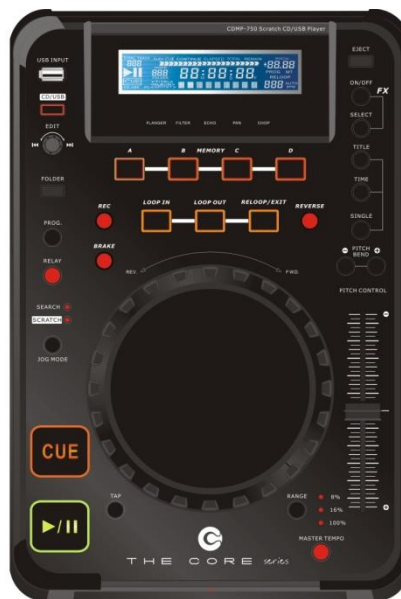 CDMP-750 Scratch CD/USB Player
USB INPUT
CD/USB
EDIT
FOLDER
PROG.
RELAY
SEARCH
SCRATCH
JOG MODE
FLANGER FILTER ECHO PAN CHOP
A B MEMORY C D
REC LOOP IN LOOP OUT RELOOP/EXIT REVERSE
BRAKE
REV. FWD.
EJECT
ON/OFF
FX
SELECT
TITLE
TIME
SINGLE
PITCH
BEND
PITCH CONTROL
CUE
TAP
RANGE
8%
16%
100%
MASTER TEMPO
THE CORE series